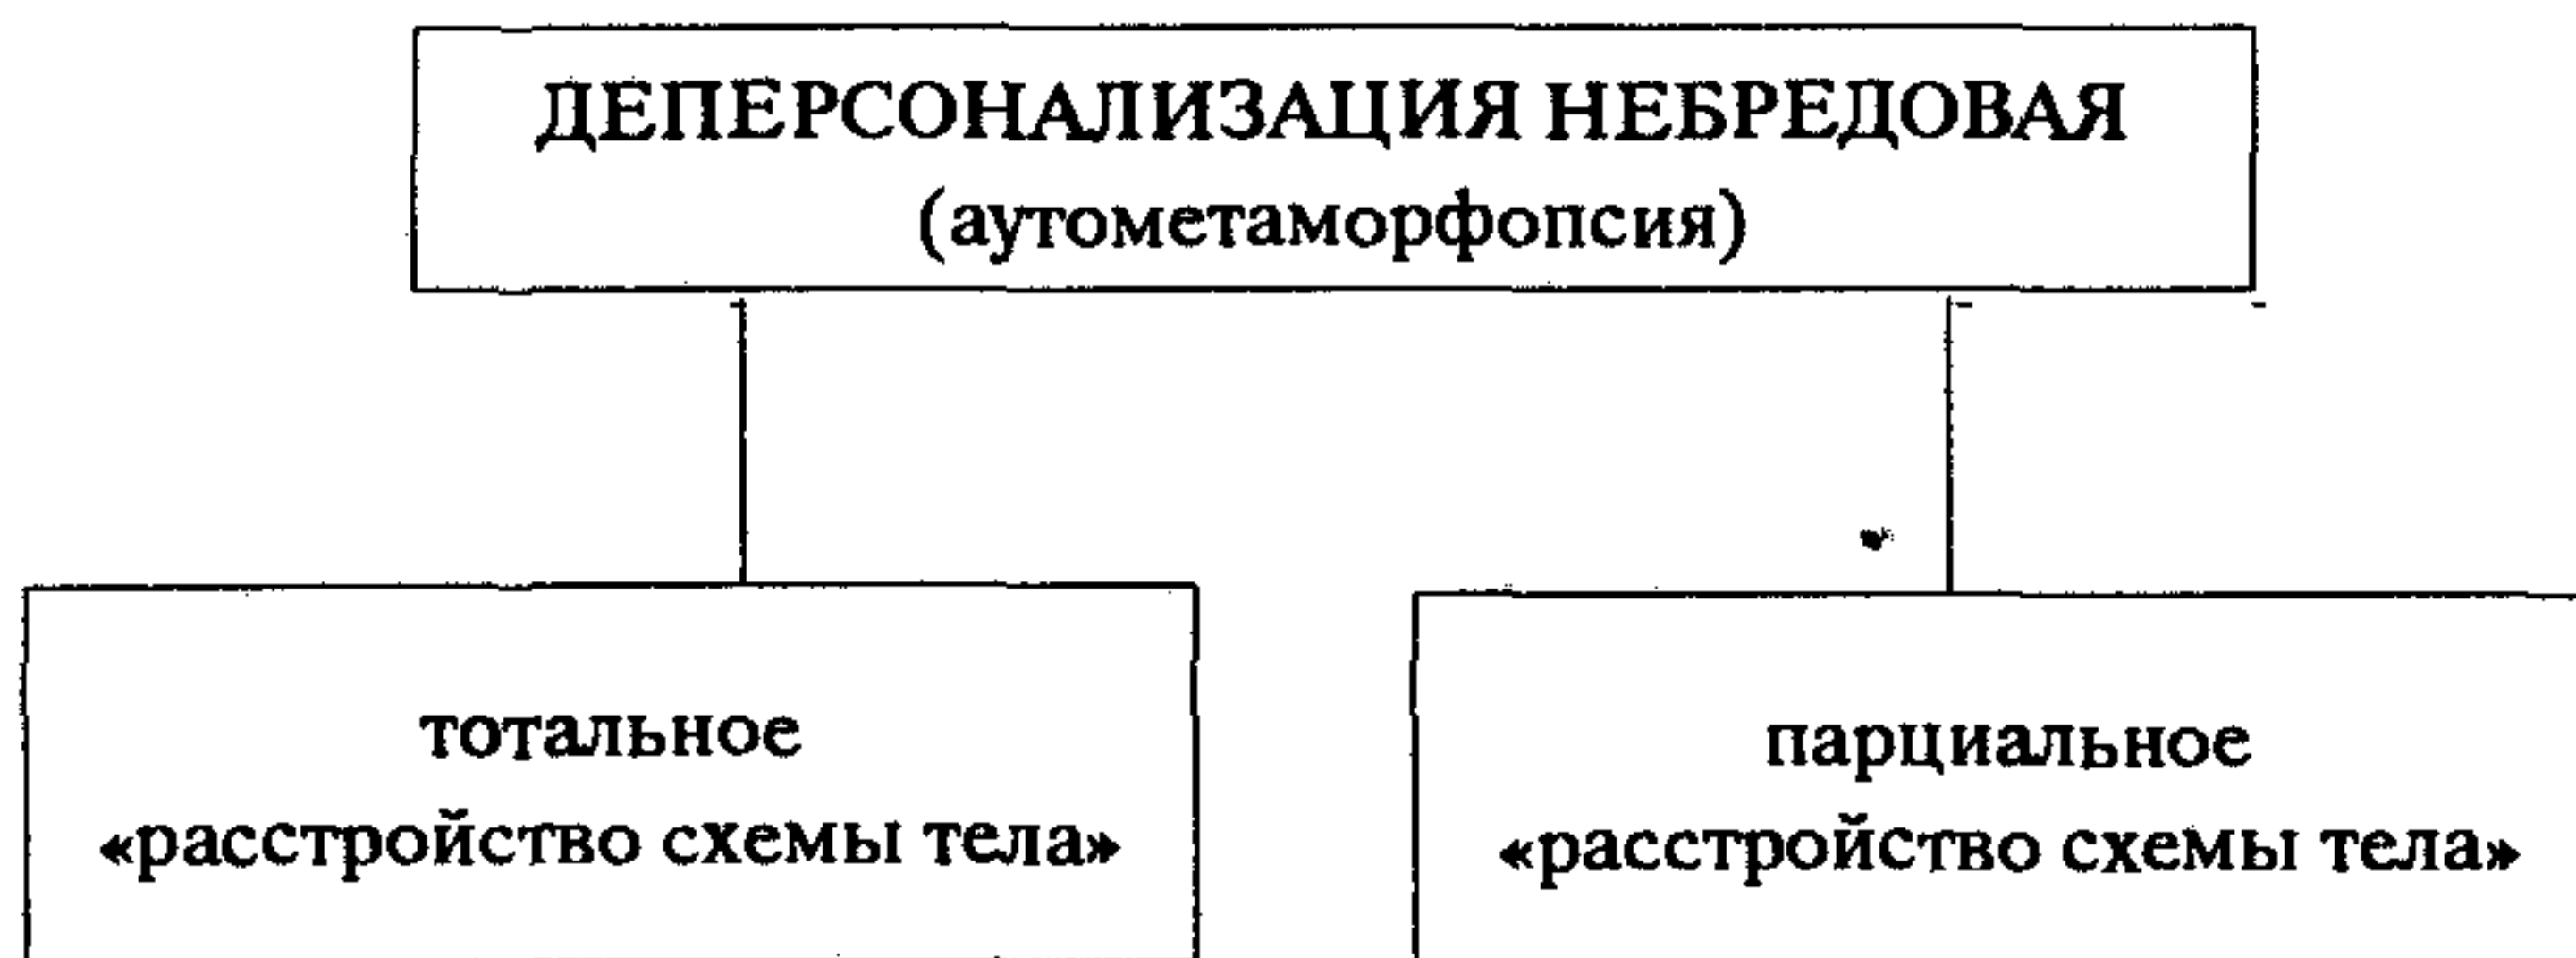 ДЕПЕРСОНАЛИЗАЦИЯ НЕБРЕДОВАЯ
(аутометаморфопсия)
тотальное
«расстройство схемы тела»
парциальное
«расстройство схемы тела»